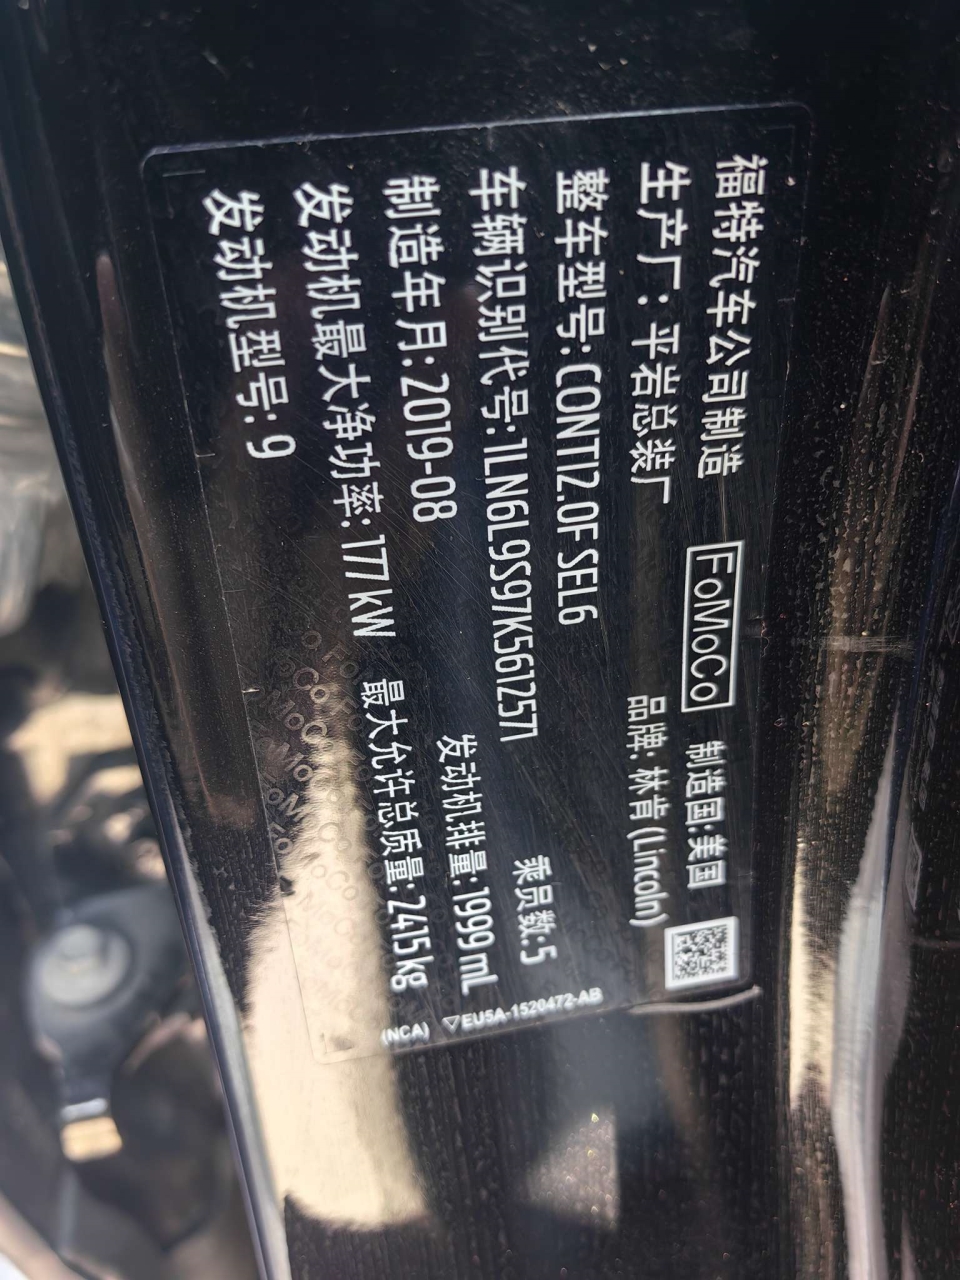 福特汽车公司制造 FoMoCo 制造国:美国
生产厂: 平岩总装厂 品牌: 林肯 (Lincoln)
整车型号: CONTI2.0F SEL6
车辆识别代号:1LN6L9S97K5612571 乘员数:5
制造年月: 2019-08 发动机排量:1999 mL
发动机最大净功率: 177 kW 最大允许总质量: 2415kg
发动机型号: 9
(NCA) ▽EU5A-1520472-AB